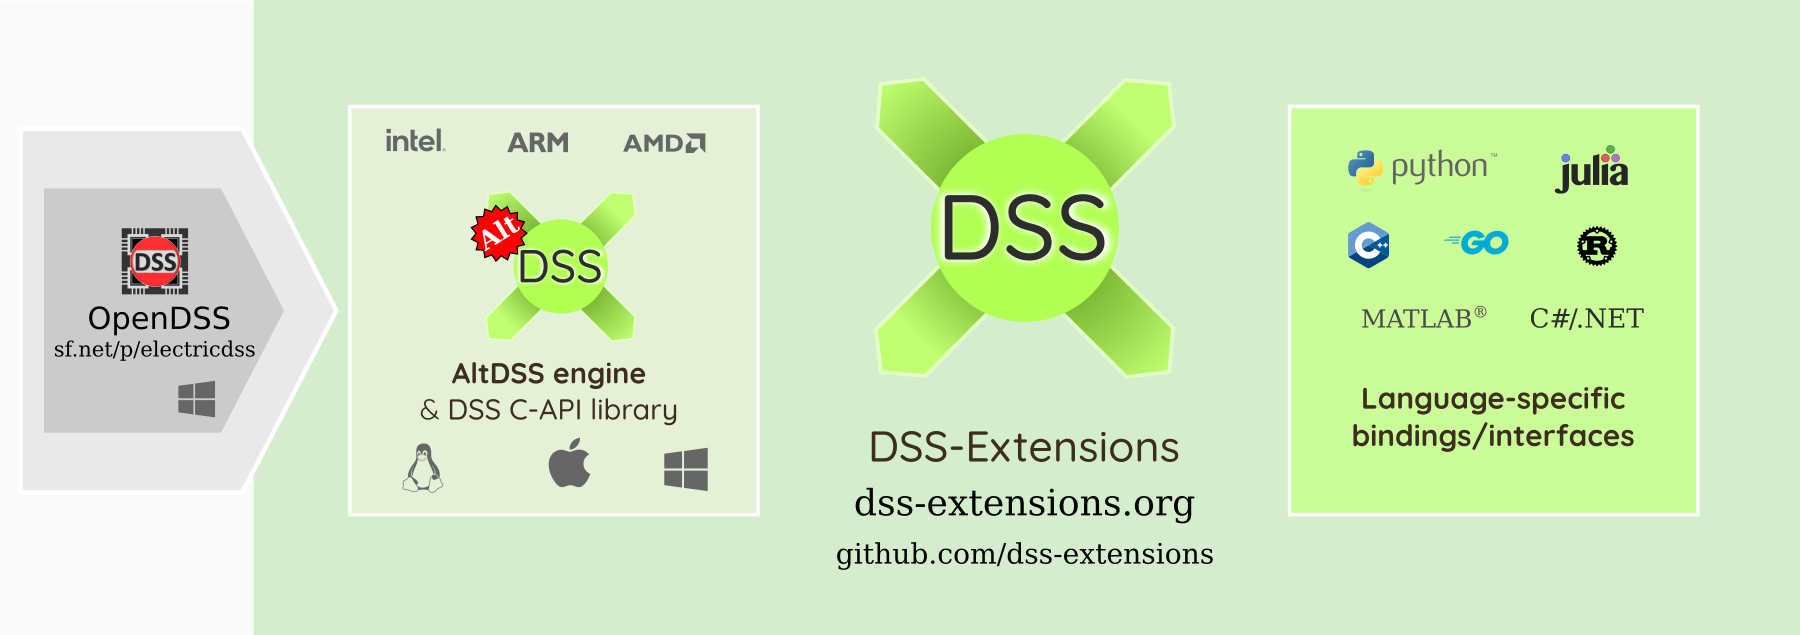 DSS
OpenDSS
sf.net/p/electricdss
intel.
ARM
AMD
Alt
DSS
AltDSS engine
& DSS C-API library
DSS
DSS-Extensions
dss-extensions.org
github.com/dss-extensions
python™
julia
C++
GO
R
MATLAB®
C#/.NET
Language-specific
bindings/interfaces